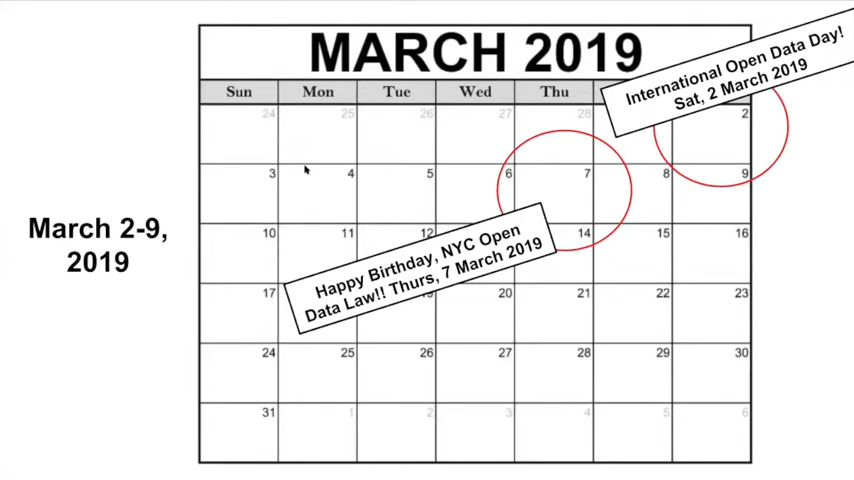 MARCH 2019
International Open Data Day!
Sat, 2 March 2019
Sun Mon Tue Wed Thu
24 25 26 27 28 2
3 4 5 6 7 8 9
March 2-9,
2019
10 11 12 14 15 16
Happy Birthday, NYC Open
Data Law!! Thurs, 7 March 2019
17 20 21 22 23
24 25 26 27 28 29 30
31 1 2 3 4 5 6